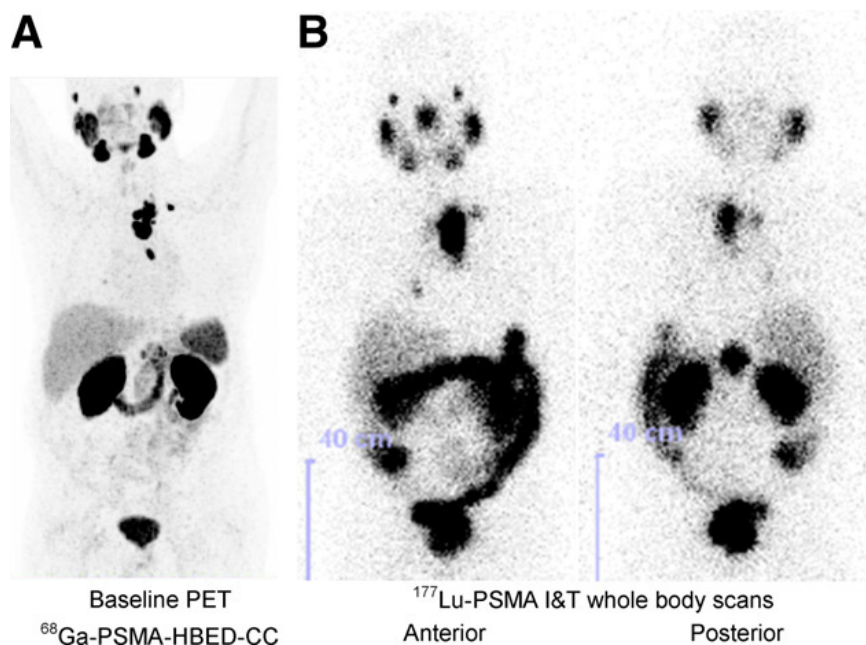 A
B
40 cm
40 cm
Baseline PET
⁶⁸Ga-PSMA-HBED-CC
¹⁷⁷Lu-PSMA I&T whole body scans
Anterior
Posterior